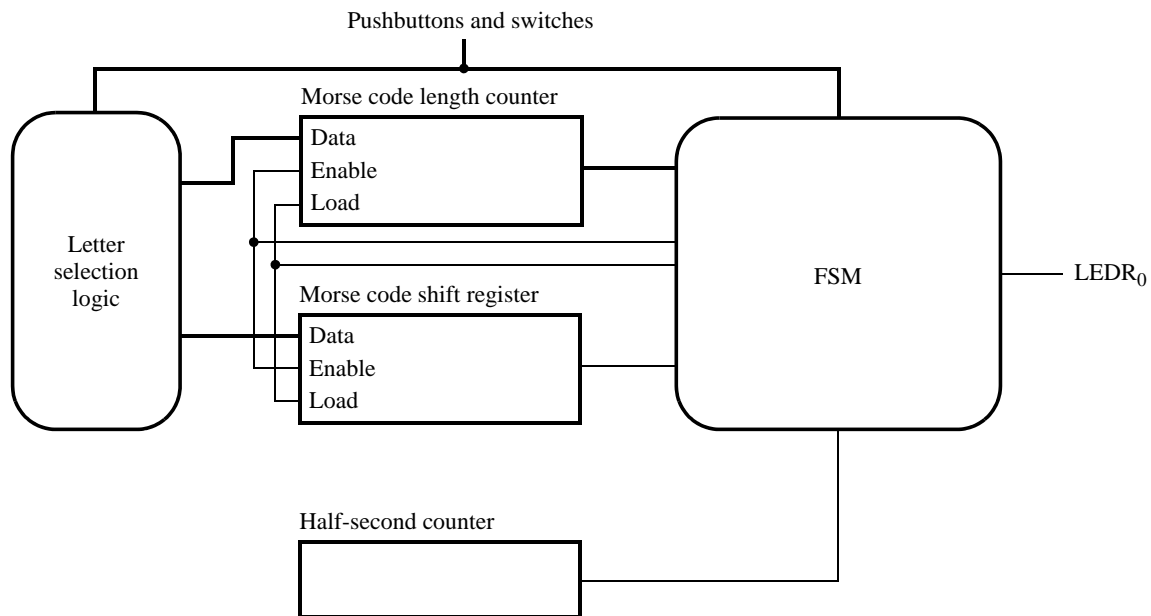 Pushbuttons and switches
Morse code length counter
Data
Enable
Load
Letter
selection
logic
FSM
LEDR0
Morse code shift register
Data
Enable
Load
Half-second counter